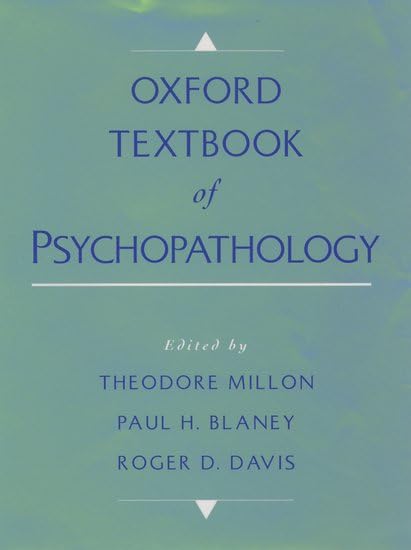 OXFORD
TEXTBOOK
of
PSYCHOPATHOLOGY
Edited by
THEODORE MILLON
PAUL H. BLANEY
ROGER D. DAVIS